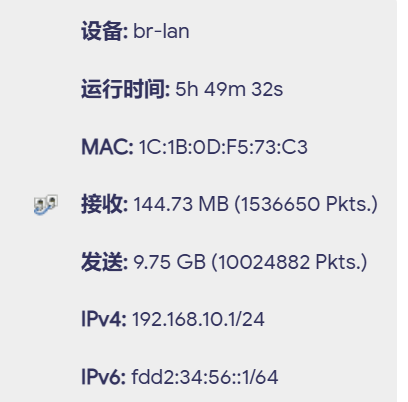 设备: br-lan
运行时间: 5h 49m 32s
MAC: 1C:1B:0D:F5:73:C3
接收: 144.73 MB (1536650 Pkts.)
发送: 9.75 GB (10024882 Pkts.)
IPv4: 192.168.10.1/24
IPv6: fdd2:34:56::1/64